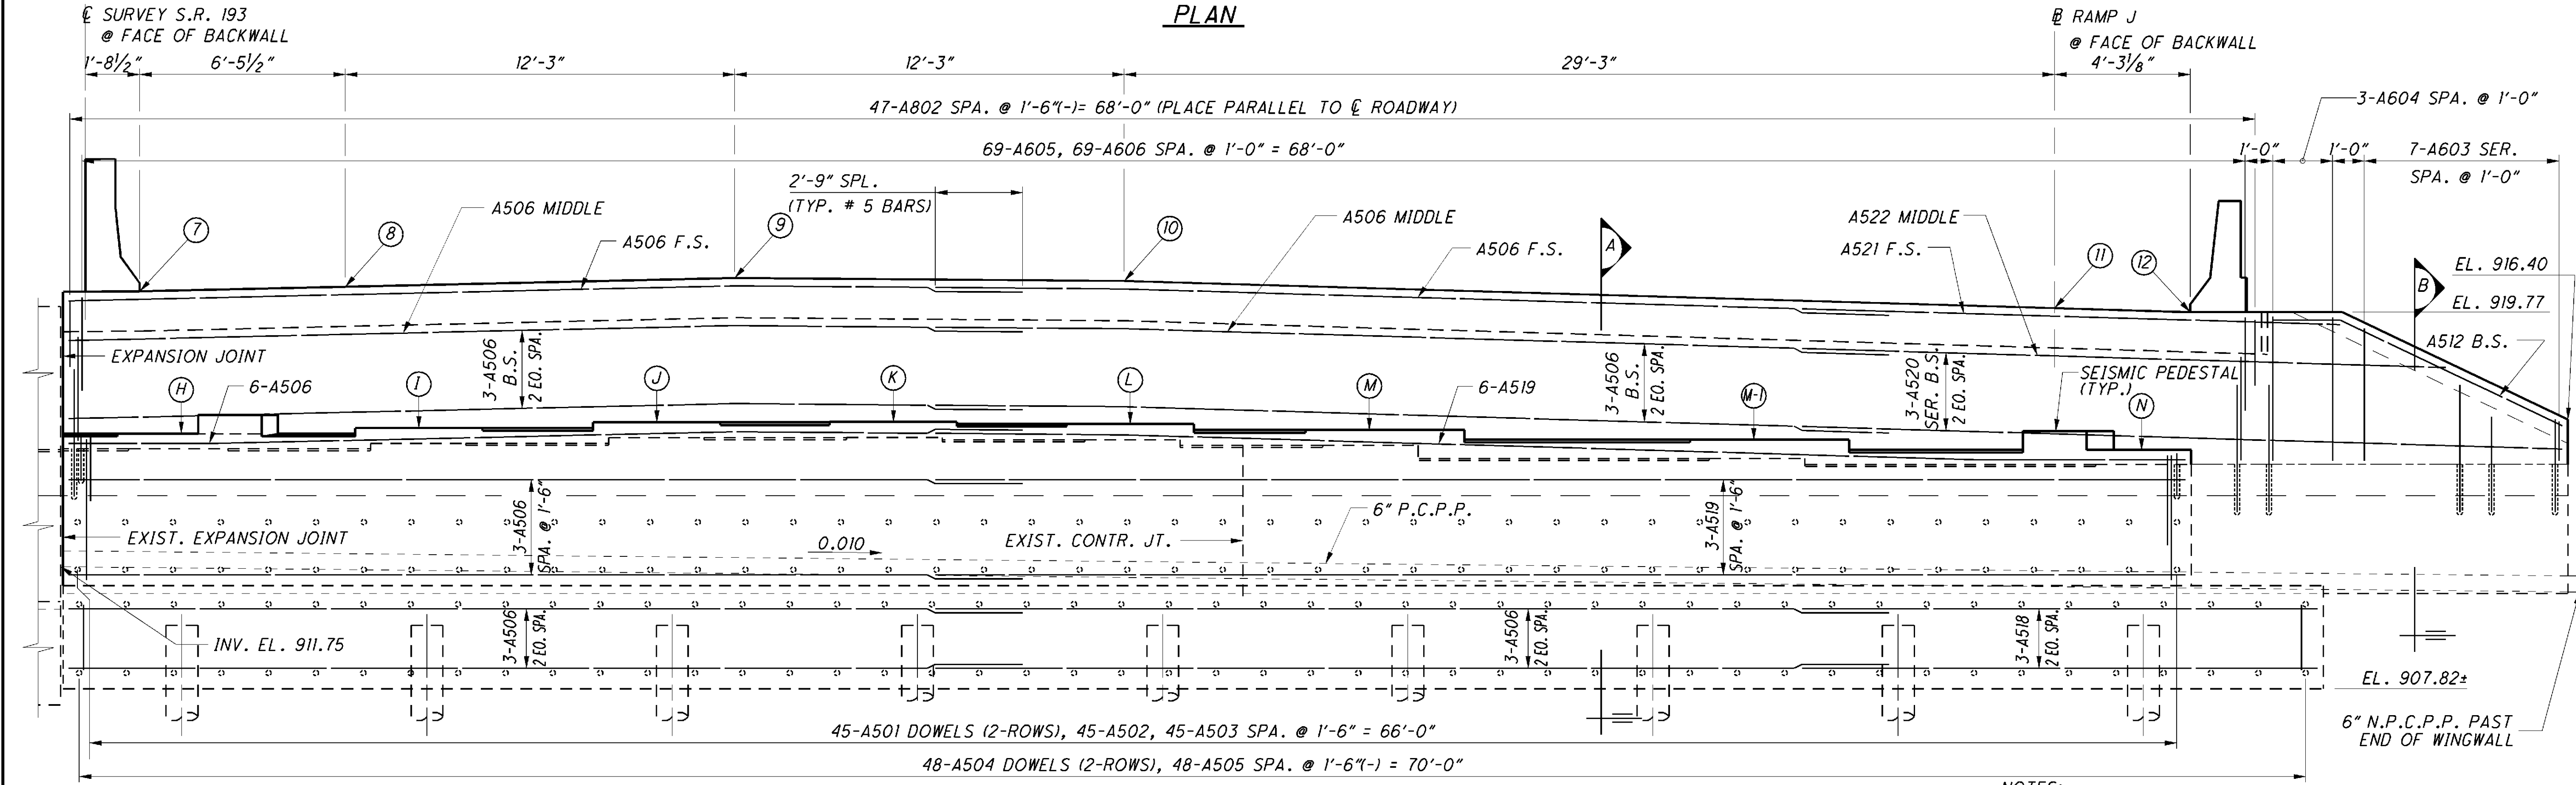 PLAN
℄ SURVEY S.R. 193
@ FACE OF BACKWALL
℞ RAMP J
@ FACE OF BACKWALL
1'-8½"
6'-5½"
12'-3"
12'-3"
29'-3"
4'-3⅛"
47-A802 SPA. @ 1'-6"(-)= 68'-0" (PLACE PARALLEL TO ℄ ROADWAY)
3-A604 SPA. @ 1'-0"
69-A605, 69-A606 SPA. @ 1'-0" = 68'-0"
1'-0"
1'-0"
7-A603 SER.
SPA. @ 1'-0"
2'-9" SPL.
(TYP. # 5 BARS)
A506 MIDDLE
A506 F.S.
A506 MIDDLE
A506 F.S.
A522 MIDDLE
A521 F.S.
7
8
9
10
A
11
12
B
EL. 916.40
EL. 919.77
A512 B.S.
EXPANSION JOINT
6-A506
3-A506
B.S.
2 EQ. SPA.
3-A506
B.S.
2 EQ. SPA.
3-A520
SER. B.S.
2 EQ. SPA.
SEISMIC PEDESTAL
(TYP.)
6-A519
H
I
J
K
L
M
M-1
N
3-A506
SPA. @ 1'-6"
3-A519
SPA. @ 1'-6"
6" P.C.P.P.
EXIST. EXPANSION JOINT
0.010
EXIST. CONTR. JT.
INV. EL. 911.75
3-A506
2 EQ. SPA.
3-A506
2 EQ. SPA.
3-A518
2 EQ. SPA.
EL. 907.82±
6" N.P.C.P.P. PAST
END OF WINGWALL
45-A501 DOWELS (2-ROWS), 45-A502, 45-A503 SPA. @ 1'-6" = 66'-0"
48-A504 DOWELS (2-ROWS), 48-A505 SPA. @ 1'-6"(-) = 70'-0"
NOTES: